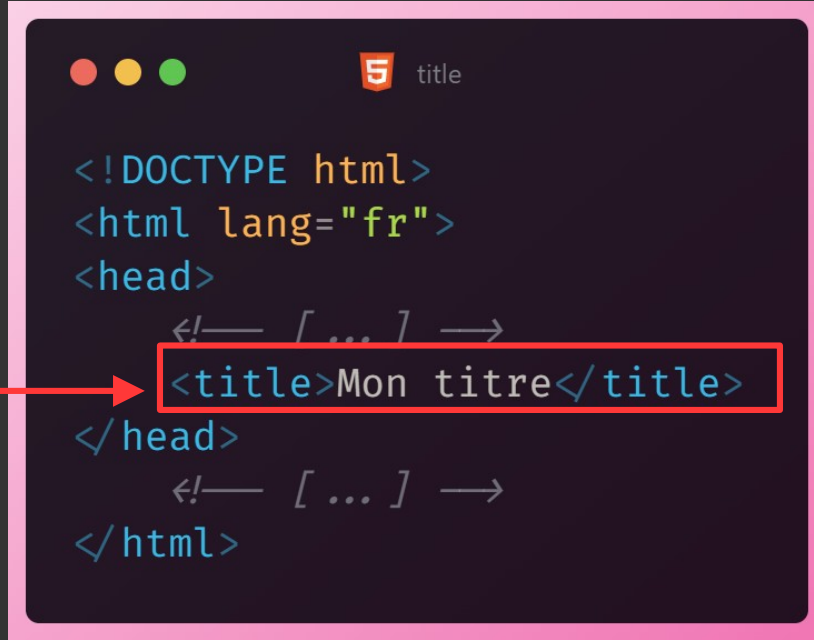 title
<!DOCTYPE html>
<html lang="fr">
<head>
<!-- [...] -->
<title>Mon titre</title>
</head>
<!-- [...] -->
</html>